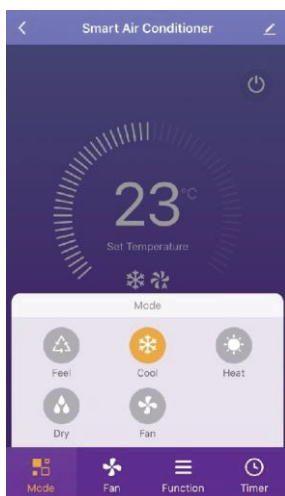 Smart Air Conditioner
23°C
Set Temperature
Mode
Feel Cool Heat
Dry Fan
Mode Fan Function Timer